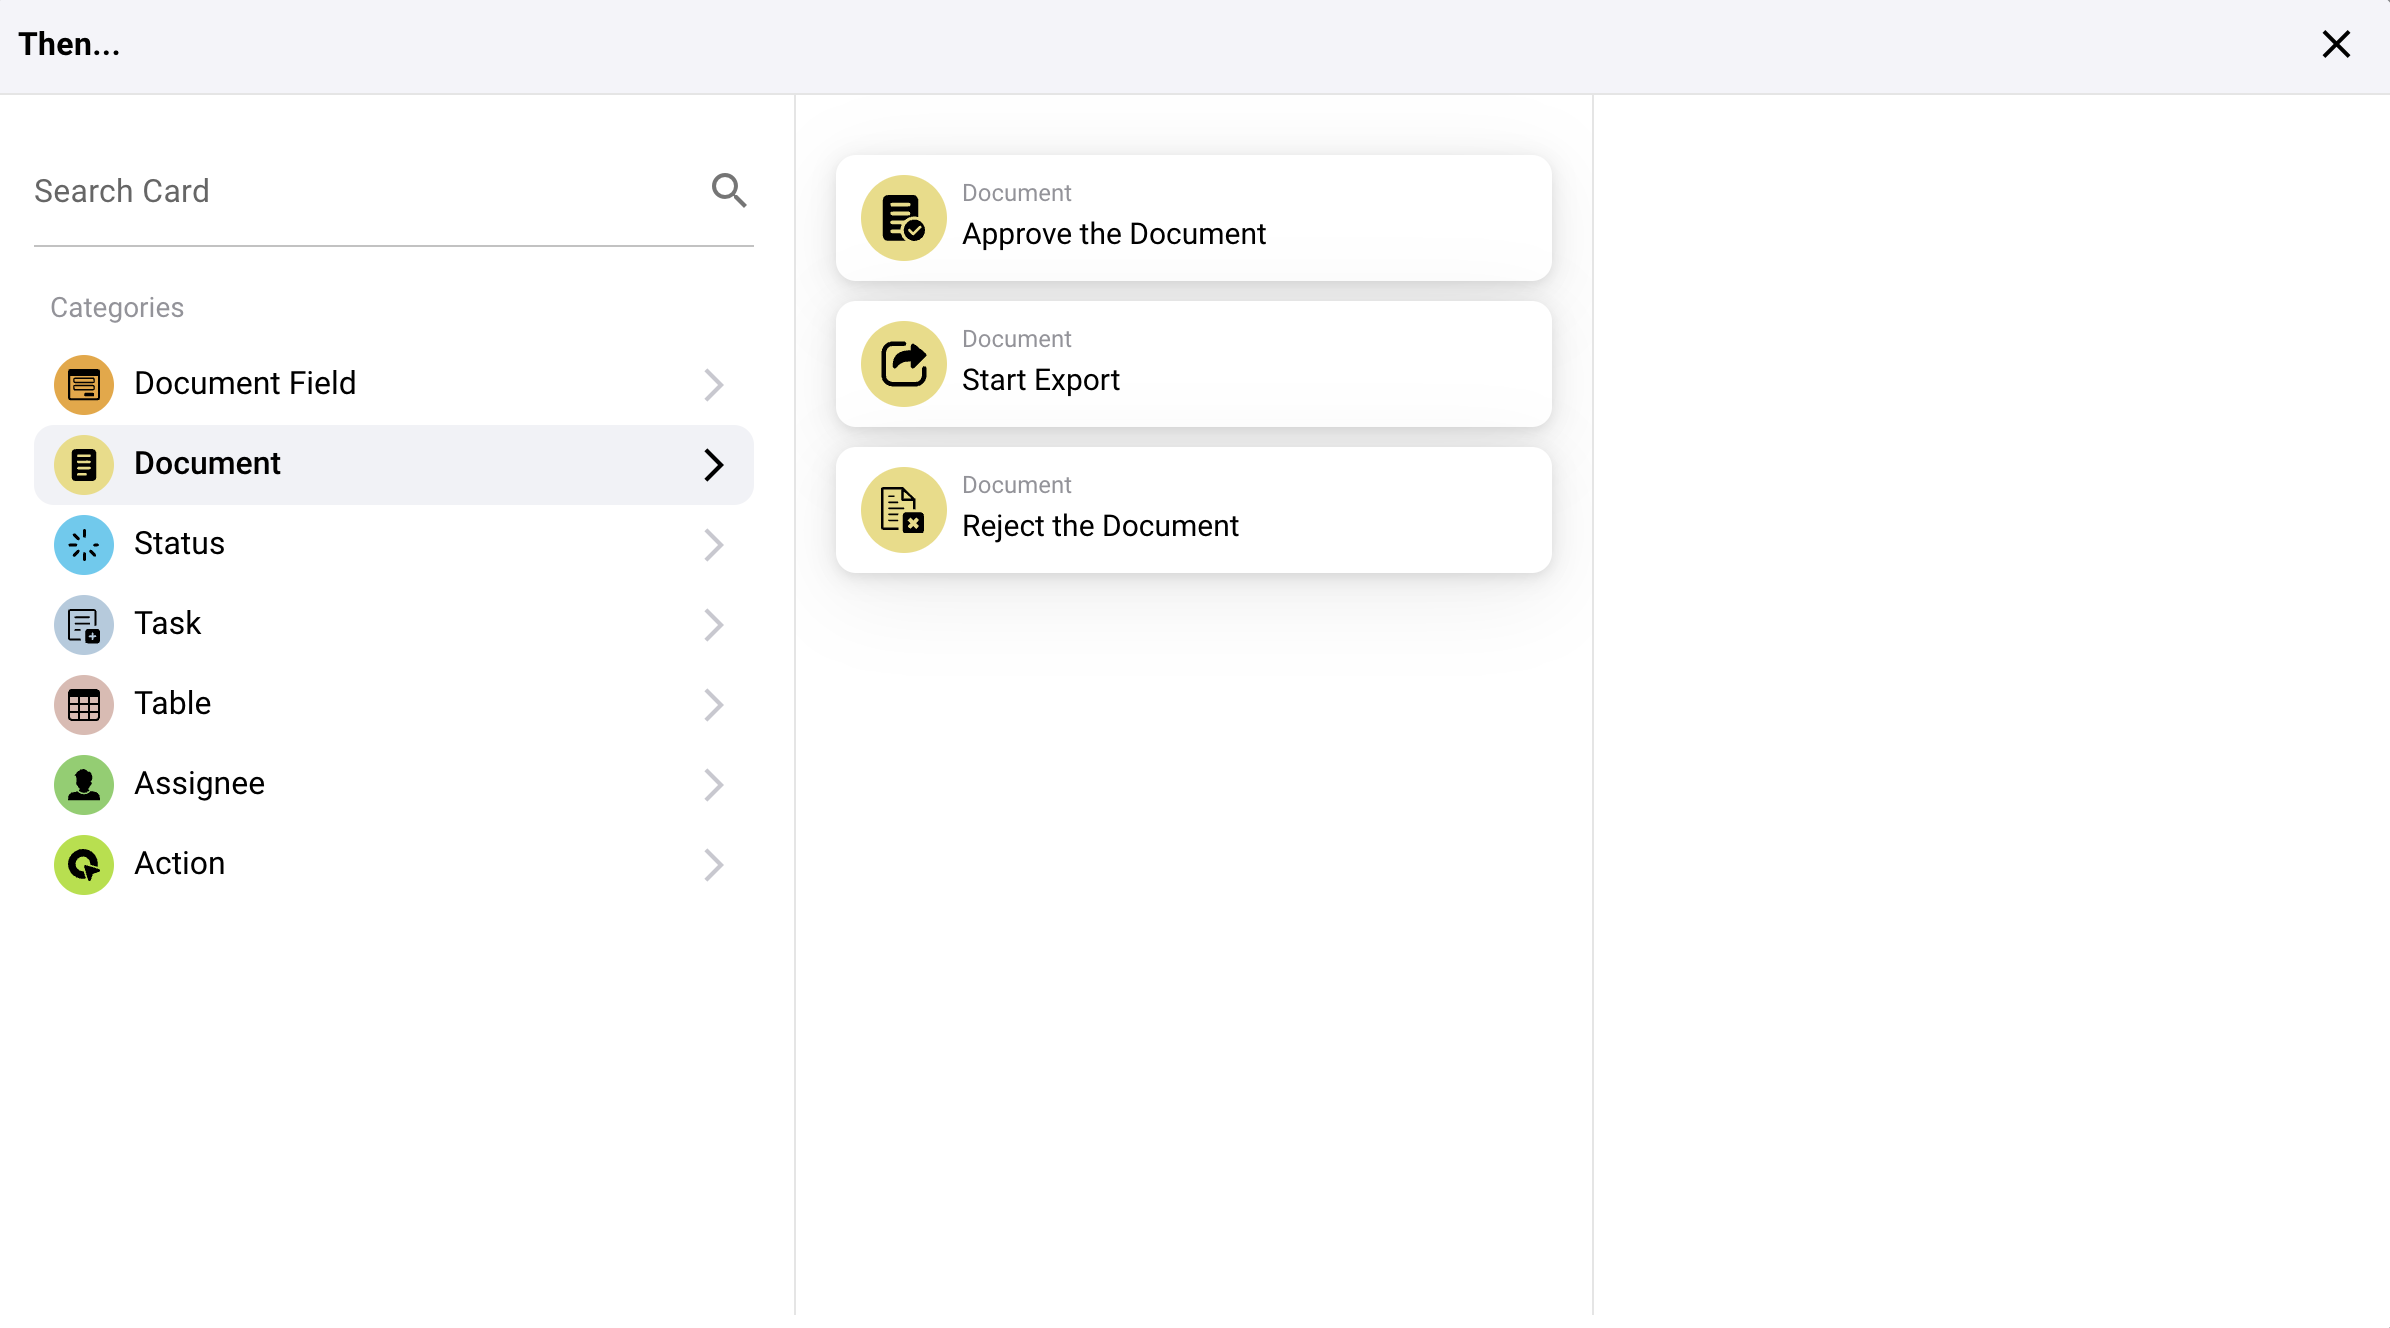 Then...
Search Card
Categories
Document Field
Document
Status
Task
Table
Assignee
Action
Document
Approve the Document
Document
Start Export
Document
Reject the Document